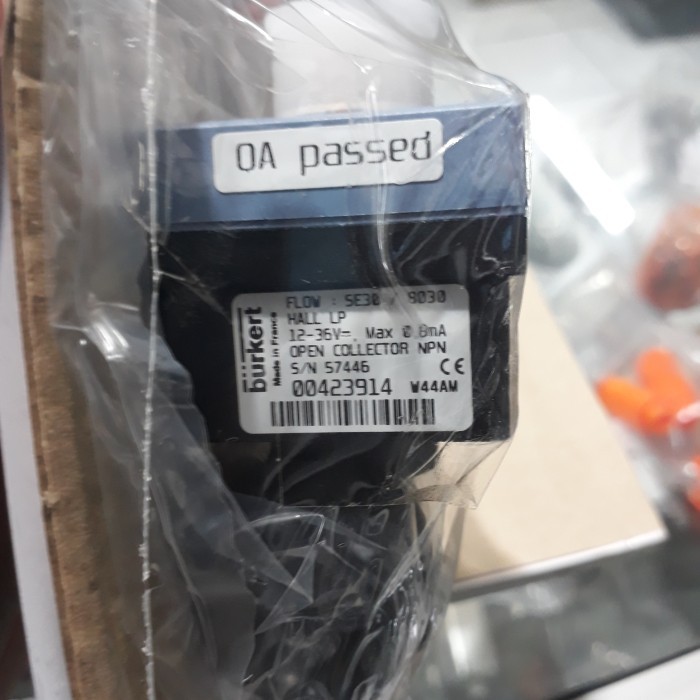 QA passed
bürkert
Made in France
FLOW : SE30 / 8030
HALL LP
12-36V⎓, Max 0.8mA
OPEN COLLECTOR NPN
S/N 57446
CE
00423914 W44AM